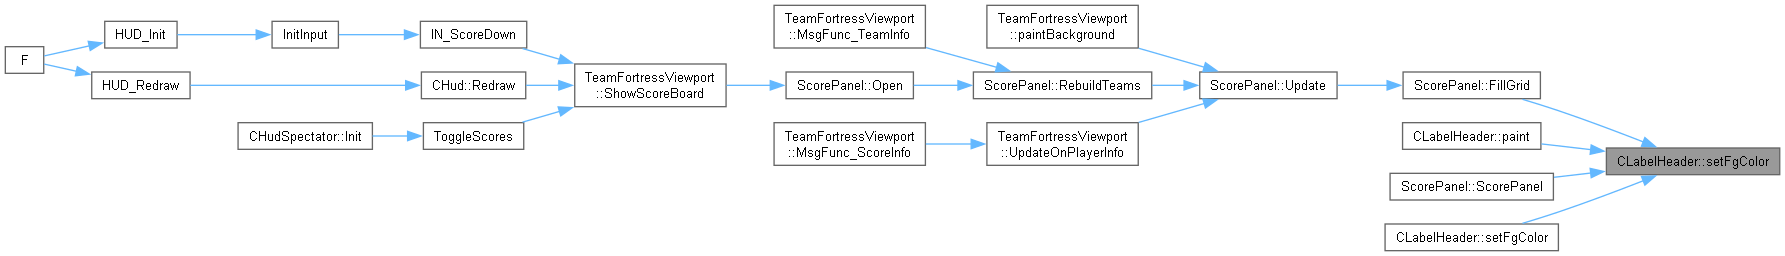 F
HUD_Init
HUD_Redraw
InitInput
CHudSpectator::Init
IN_ScoreDown
CHud::Redraw
ToggleScores
TeamFortressViewport
::ShowScoreBoard
TeamFortressViewport
::MsgFunc_TeamInfo
ScorePanel::Open
TeamFortressViewport
::MsgFunc_ScoreInfo
TeamFortressViewport
::paintBackground
ScorePanel::RebuildTeams
TeamFortressViewport
::UpdateOnPlayerInfo
ScorePanel::Update
ScorePanel::FillGrid
CLabelHeader::paint
ScorePanel::ScorePanel
CLabelHeader::setFgColor
CLabelHeader::setFgColor